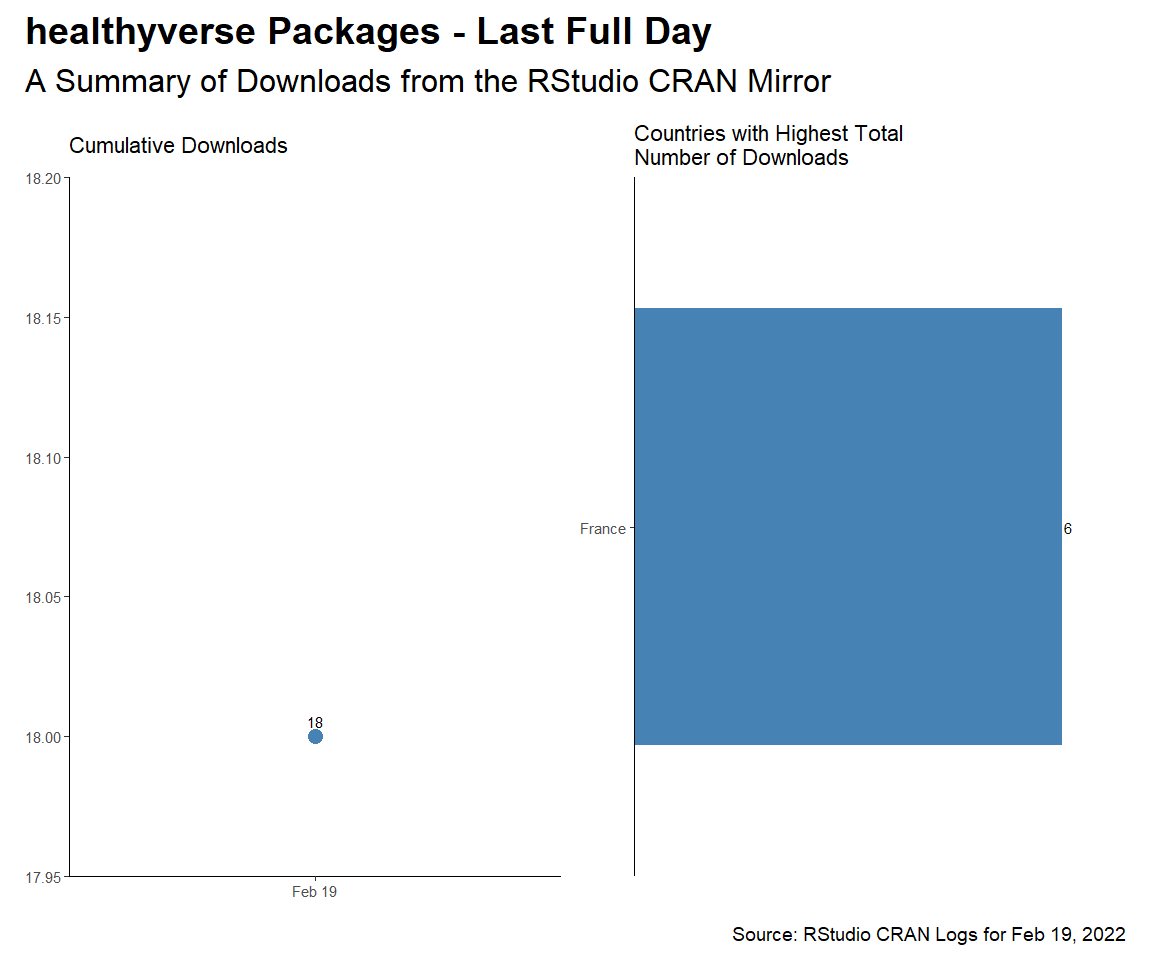 healthyverse Packages - Last Full Day
A Summary of Downloads from the RStudio CRAN Mirror
Cumulative Downloads
18.20
18.15
18.10
18.05
18.00
17.95
18
Feb 19
Countries with Highest Total
Number of Downloads
France
6
Source: RStudio CRAN Logs for Feb 19, 2022